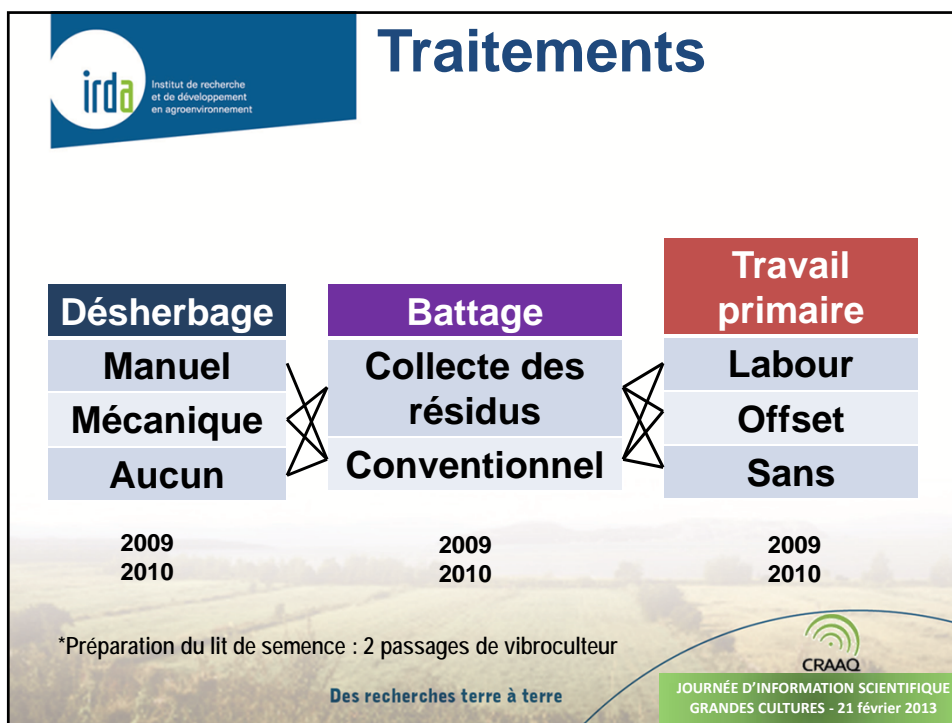 Traitements
irda
Institut de recherche
et de développement
en agroenvironnement
Désherbage
Manuel
Mécanique
Aucun
Battage
Collecte des
résidus
Conventionnel
Travail
primaire
Labour
Offset
Sans
2009
2010
2009
2010
2009
2010
*Préparation du lit de semence : 2 passages de vibroculteur
Des recherches terre à terre
CRAAQ
JOURNÉE D'INFORMATION SCIENTIFIQUE
GRANDES CULTURES - 21 février 2013